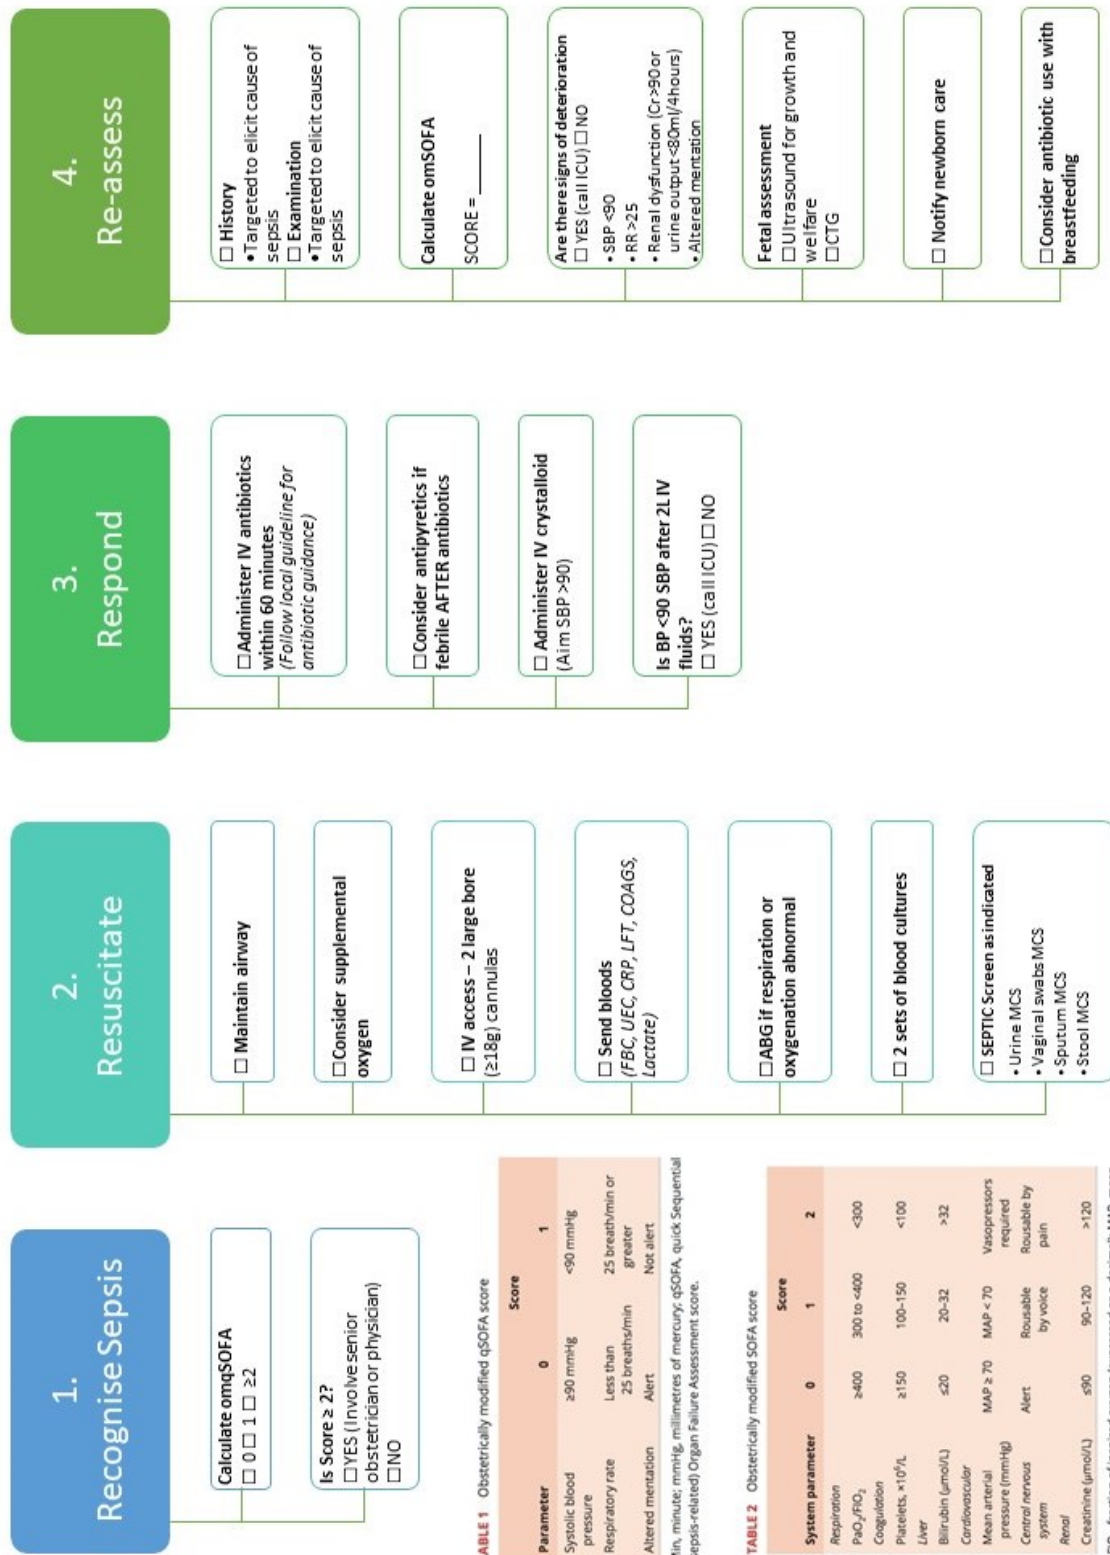 1.
Recognise Sepsis
Calculate omqSOFA
☐ 0 ☐ 1 ☐ ≥2
Is Score ≥ 2?
☐ YES (Involve senior
obstetrician or physician)
☐ NO
ABLE 1 Obstetrically modified qSOFA score
Score
Parameter 0 1
Systolic blood ≥90 mmHg <90 mmHg
pressure
Respiratory rate Less than 25 breath/min or
25 breaths/min greater
Altered mentation Alert Not alert
Min, minute; mmHg, millimetres of mercury; qSOFA, quick Sequential
sepsis-related) Organ Failure Assessment score.
TABLE 2 Obstetrically modified SOFA score
Score
System parameter 0 1 2
Respiration
PaO2/FIO2 ≥400 300 to <400 <300
Coagulation
Platelets, ×10⁶/L ≥150 100–150 <100
Liver
Bilirubin (μmol/L) ≤20 20–32 >32
Cardiovascular
Mean arterial MAP ≥ 70 MAP < 70 Vasopressors
pressure (mmHg) required
Central nervous Alert Rousable Rousable by
system by voice pain
Renal
Creatinine (μmol/L) ≤90 90–120 >120
2.
Resuscitate
☐ Maintain airway
☐ Consider supplemental
oxygen
☐ IV access – 2 large bore
(≥18g) cannulas
☐ Send bloods
(FBC, UEC, CRP, LFT, COAGS,
Lactate)
☐ ABG if respiration or
oxygenation abnormal
☐ 2 sets of blood cultures
☐ SEPTIC Screen as indicated
• Urine MCS
• Vaginal swabs MCS
• Sputum MCS
• Stool MCS
3.
Respond
☐ Administer IV antibiotics
within 60 minutes
(Follow local guideline for
antibiotic guidance)
☐ Consider antipyretics if
febrile AFTER antibiotics
☐ Administer IV crystalloid
(Aim SBP >90)
Is BP <90 SBP after 2L IV
fluids?
☐ YES (call ICU) ☐ NO
4.
Re-assess
☐ History
•Targeted to elicit cause of
sepsis
☐ Examination
•Targeted to elicit cause of
sepsis
Calculate omSOFA
SCORE = ______
Are there signs of deterioration
☐ YES (call ICU) ☐ NO
• SBP <90
• RR >25
• Renal dysfunction (Cr >90 or
urine output <80ml/4hours)
• Altered mentation
Fetal assessment
☐ Ultrasound for growth and
welfare
☐ CTG
☐ Notify newborn care
☐ Consider antibiotic use with
breastfeeding